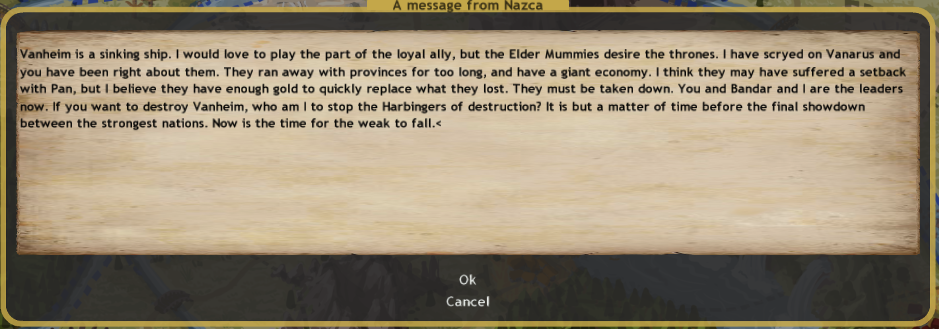 A message from Nazca
Vanheim is a sinking ship. I would love to play the part of the loyal ally, but the Elder Mummies desire the thrones. I have scryed on Vanarus and
you have been right about them. They ran away with provinces for too long, and have a giant economy. I think they may have suffered a setback
with Pan, but I believe they have enough gold to quickly replace what they lost. They must be taken down. You and Bandar and I are the leaders
now. If you want to destroy Vanheim, who am I to stop the Harbingers of destruction? It is but a matter of time before the final showdown
between the strongest nations. Now is the time for the weak to fall.<
Ok
Cancel